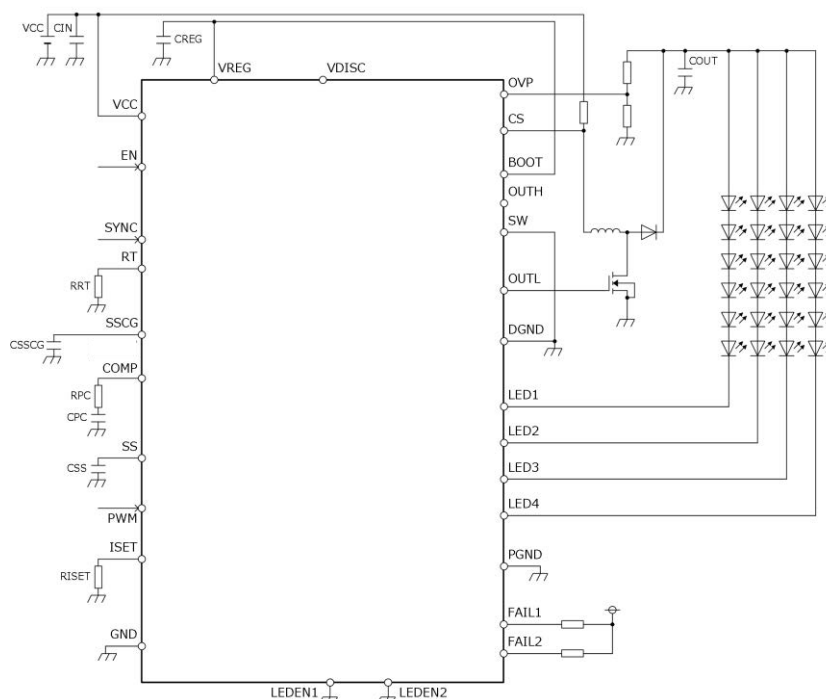 VCC CIN
CREG
COUT
VREG VDISC
OVP
VCC
CS
EN
BOOT
OUTH
SYNC
SW
RT
RRT
OUTL
SSCG
CSSCG
DGND
COMP
RPC
CPC
LED1
LED2
SS
CSS
LED3
LED4
PWM
ISET
PGND
RISET
FAIL1
GND
FAIL2
LEDEN1 LEDEN2